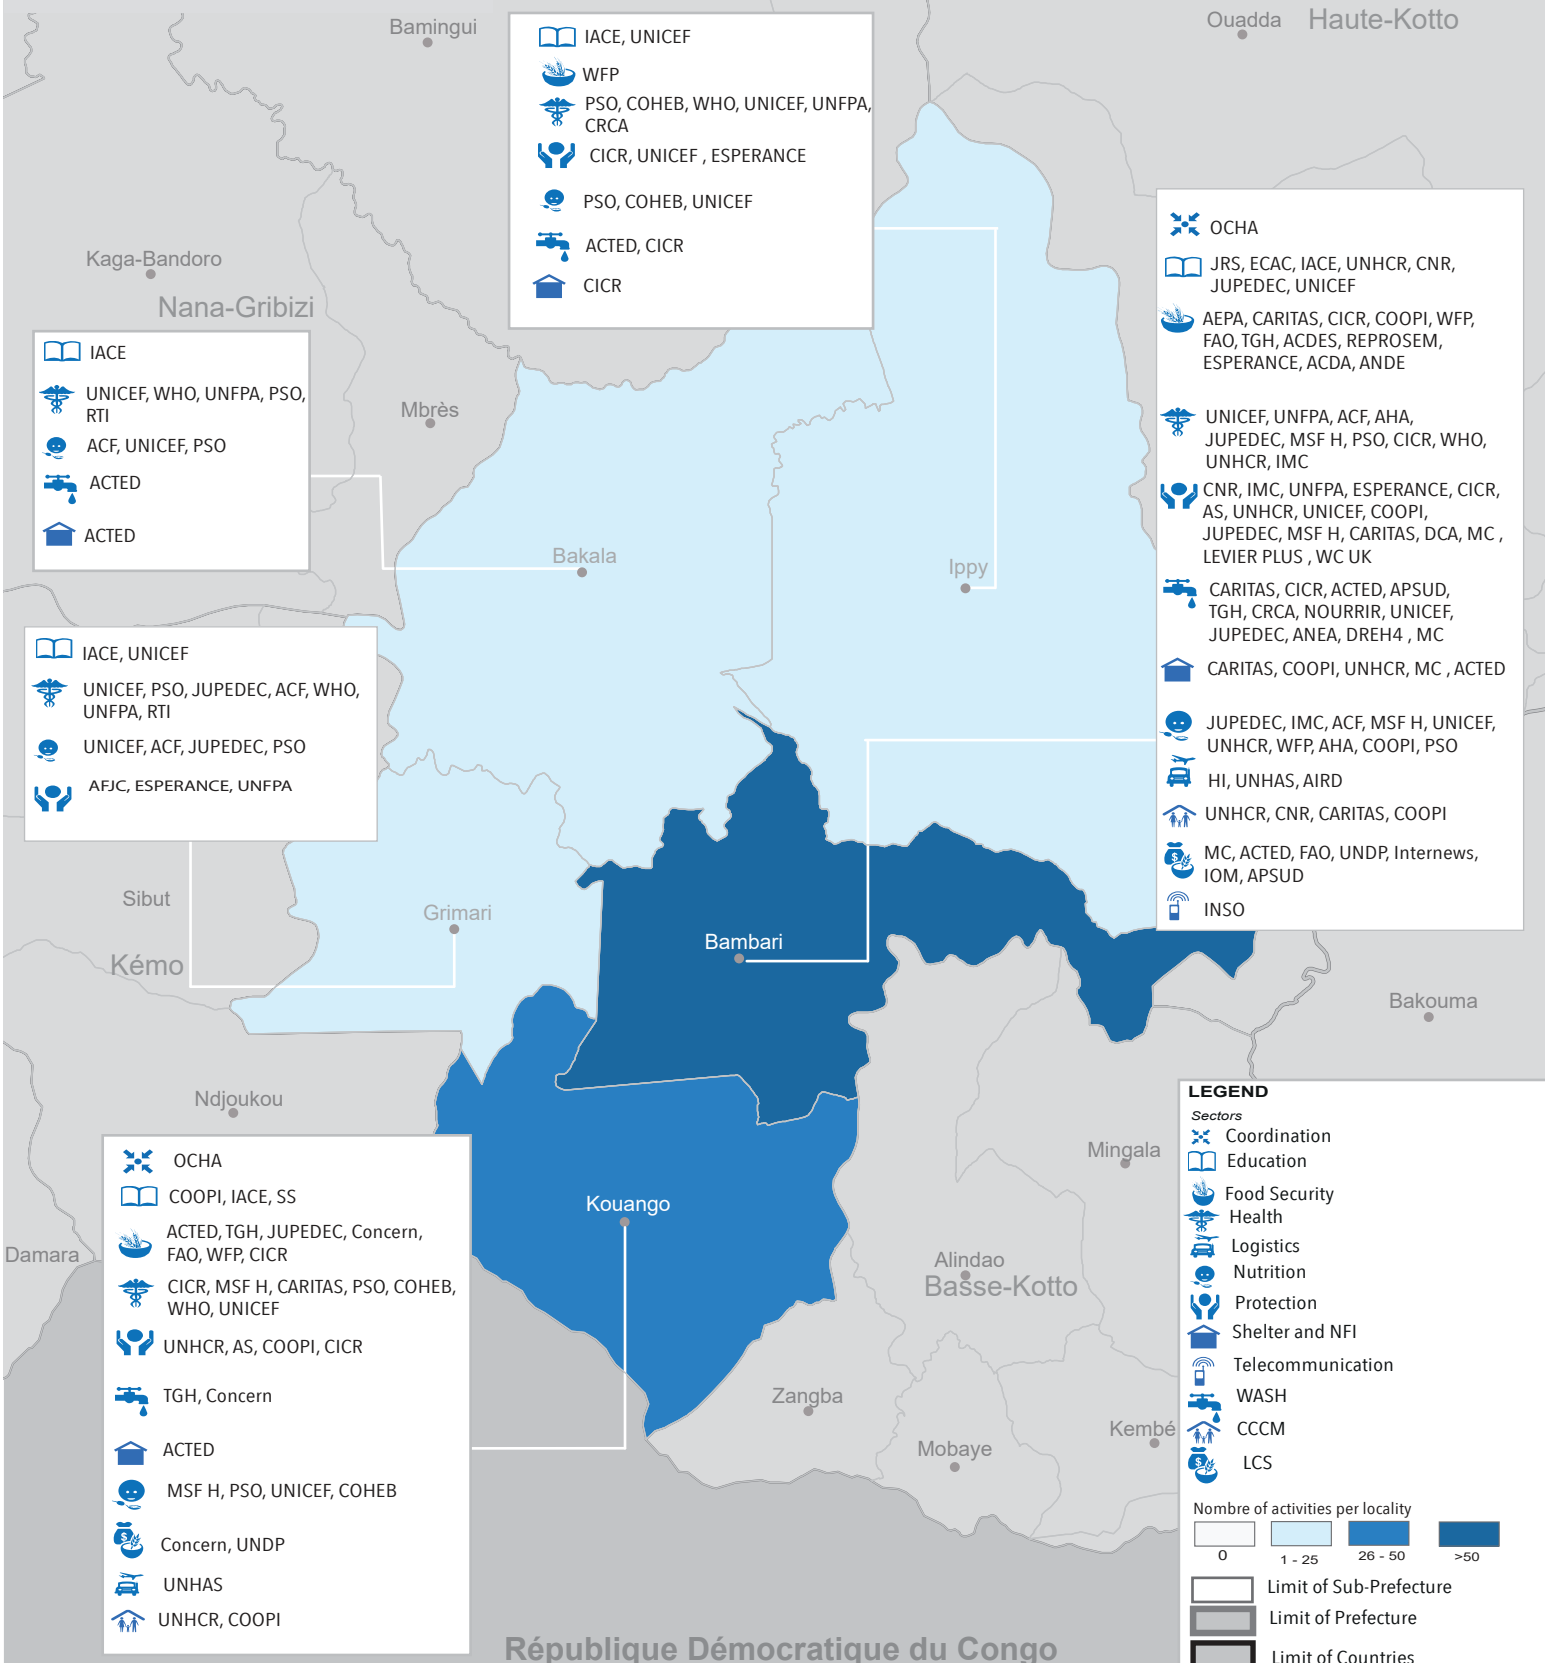 Bamingui
Ouadda
Haute-Kotto
IACE, UNICEF
WFP
PSO, COHEB, WHO, UNICEF, UNFPA,
CRCA
CICR, UNICEF , ESPERANCE
PSO, COHEB, UNICEF
ACTED, CICR
CICR
Kaga-Bandoro
Nana-Gribizi
IACE
UNICEF, WHO, UNFPA, PSO,
RTI
ACF, UNICEF, PSO
ACTED
ACTED
Mbrès
Bakala
Ippy
OCHA
JRS, ECAC, IACE, UNHCR, CNR,
JUPEDEC, UNICEF
AEPA, CARITAS, CICR, COOPI, WFP,
FAO, TGH, ACDES, REPROSEM,
ESPERANCE, ACDA, ANDE
UNICEF, UNFPA, ACF, AHA,
JUPEDEC, MSF H, PSO, CICR, WHO,
UNHCR, IMC
CNR, IMC, UNFPA, ESPERANCE, CICR,
AS, UNHCR, UNICEF, COOPI,
JUPEDEC, MSF H, CARITAS, DCA, MC ,
LEVIER PLUS , WC UK
CARITAS, CICR, ACTED, APSUD,
TGH, CRCA, NOURRIR, UNICEF,
JUPEDEC, ANEA, DREH4 , MC
CARITAS, COOPI, UNHCR, MC , ACTED
JUPEDEC, IMC, ACF, MSF H, UNICEF,
UNHCR, WFP, AHA, COOPI, PSO
HI, UNHAS, AIRD
UNHCR, CNR, CARITAS, COOPI
MC, ACTED, FAO, UNDP, Internews,
IOM, APSUD
INSO
IACE, UNICEF
UNICEF, PSO, JUPEDEC, ACF, WHO,
UNFPA, RTI
UNICEF, ACF, JUPEDEC, PSO
AFJC, ESPERANCE, UNFPA
Sibut
Kémo
Grimari
Bambari
Bakouma
Ndjoukou
Mingala
Kouango
Damara
Alindao
Basse-Kotto
Zangba
Mobaye
Kembé
OCHA
COOPI, IACE, SS
ACTED, TGH, JUPEDEC, Concern,
FAO, WFP, CICR
CICR, MSF H, CARITAS, PSO, COHEB,
WHO, UNICEF
UNHCR, AS, COOPI, CICR
TGH, Concern
ACTED
MSF H, PSO, UNICEF, COHEB
Concern, UNDP
UNHAS
UNHCR, COOPI
LEGEND
Sectors
Coordination
Education
Food Security
Health
Logistics
Nutrition
Protection
Shelter and NFI
Telecommunication
WASH
CCCM
LCS
Nombre of activities per locality
0
1 - 25
26 - 50
>50
Limit of Sub-Prefecture
Limit of Prefecture
Limit of Countries
République Démocratique du Congo